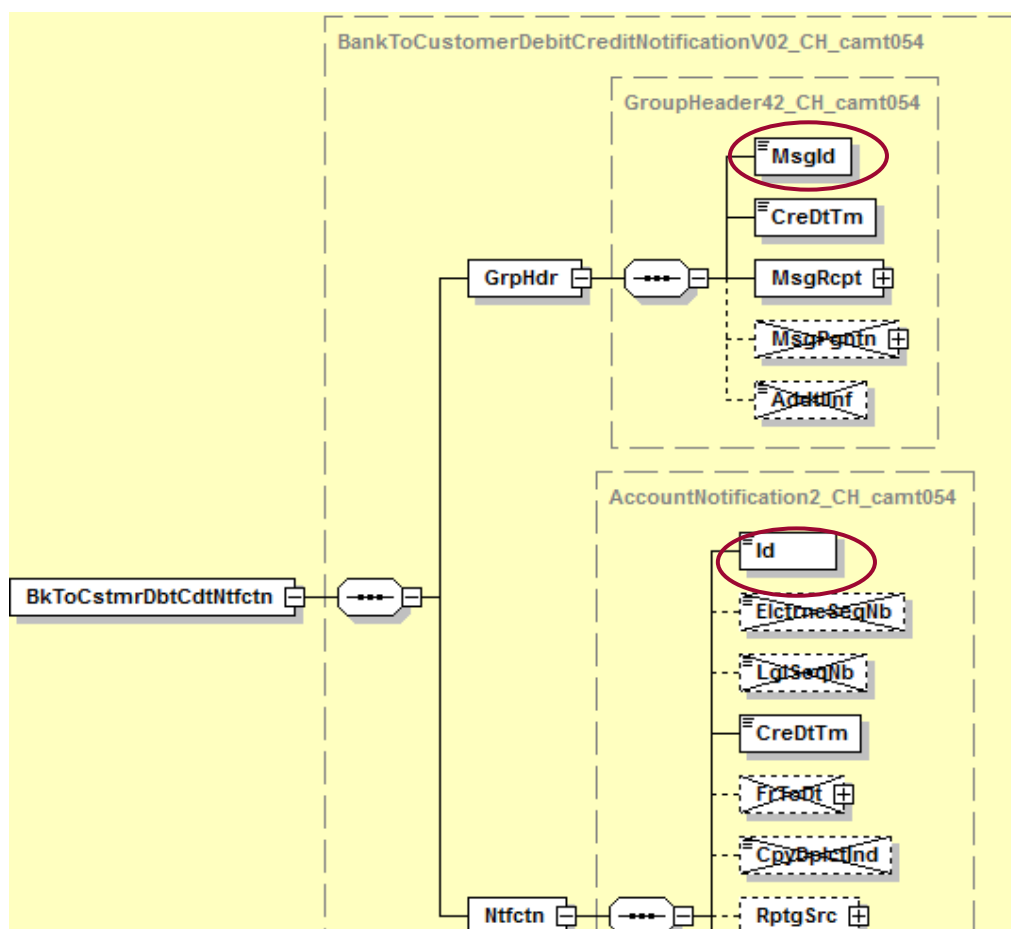 BankToCustomerDebitCreditNotificationV02_CH_camt054
GroupHeader42_CH_camt054
MsgId
CreDtTm
GrpHdr
MsgRcpt
MsgPgntn
AddtlInf
AccountNotification2_CH_camt054
Id
BkToCstmrDbtCdtNtfctn
ElctrncSeqNb
LglSeqNb
CreDtTm
FrToDt
CpyDplctInd
Ntfctn
RptgSrc